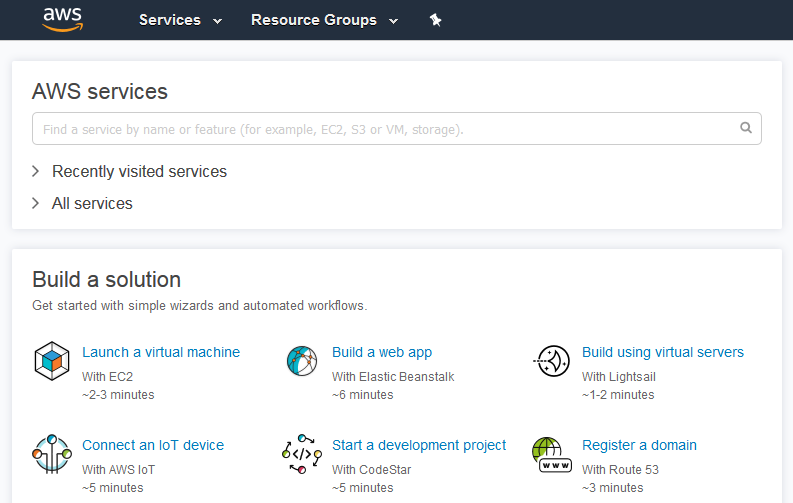 aws Services Resource Groups
AWS services
Find a service by name or feature (for example, EC2, S3 or VM, storage).
Recently visited services
All services
Build a solution
Get started with simple wizards and automated workflows.
Launch a virtual machine
With EC2
~2-3 minutes
Build a web app
With Elastic Beanstalk
~6 minutes
Build using virtual servers
With Lightsail
~1-2 minutes
Connect an IoT device
With AWS IoT
~5 minutes
</>
Start a development project
With CodeStar
~5 minutes
www
Register a domain
With Route 53
~3 minutes